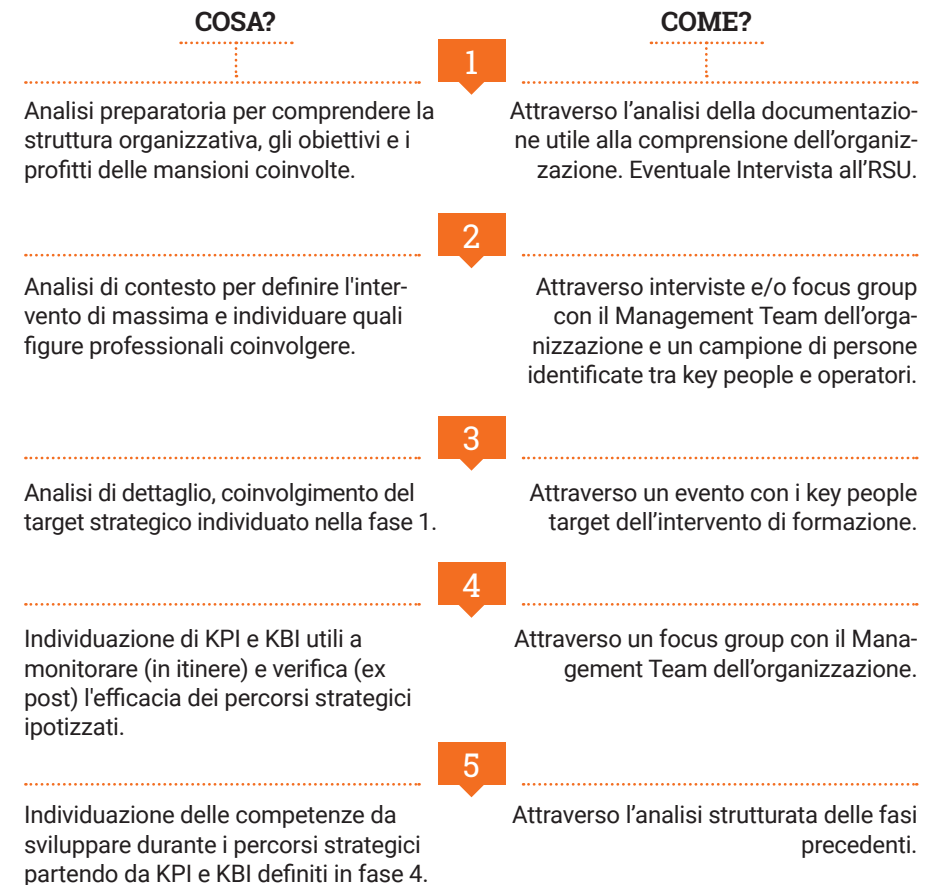 COSA?
COME?
1
Analisi preparatoria per comprendere la
struttura organizzativa, gli obiettivi e i
profitti delle mansioni coinvolte.
Attraverso l’analisi della documentazio-
ne utile alla comprensione dell’organiz-
zazione. Eventuale Intervista all’RSU.
2
Analisi di contesto per definire l'inter-
vento di massima e individuare quali
figure professionali coinvolgere.
Attraverso interviste e/o focus group
con il Management Team dell’orga-
nizzazione e un campione di persone
identificate tra key people e operatori.
3
Analisi di dettaglio, coinvolgimento del
target strategico individuato nella fase 1.
Attraverso un evento con i key people
target dell’intervento di formazione.
4
Individuazione di KPI e KBI utili a
monitorare (in itinere) e verifica (ex
post) l'efficacia dei percorsi strategici
ipotizzati.
Attraverso un focus group con il Mana-
gement Team dell’organizzazione.
5
Individuazione delle competenze da
sviluppare durante i percorsi strategici
partendo da KPI e KBI definiti in fase 4.
Attraverso l’analisi strutturata delle fasi
precedenti.